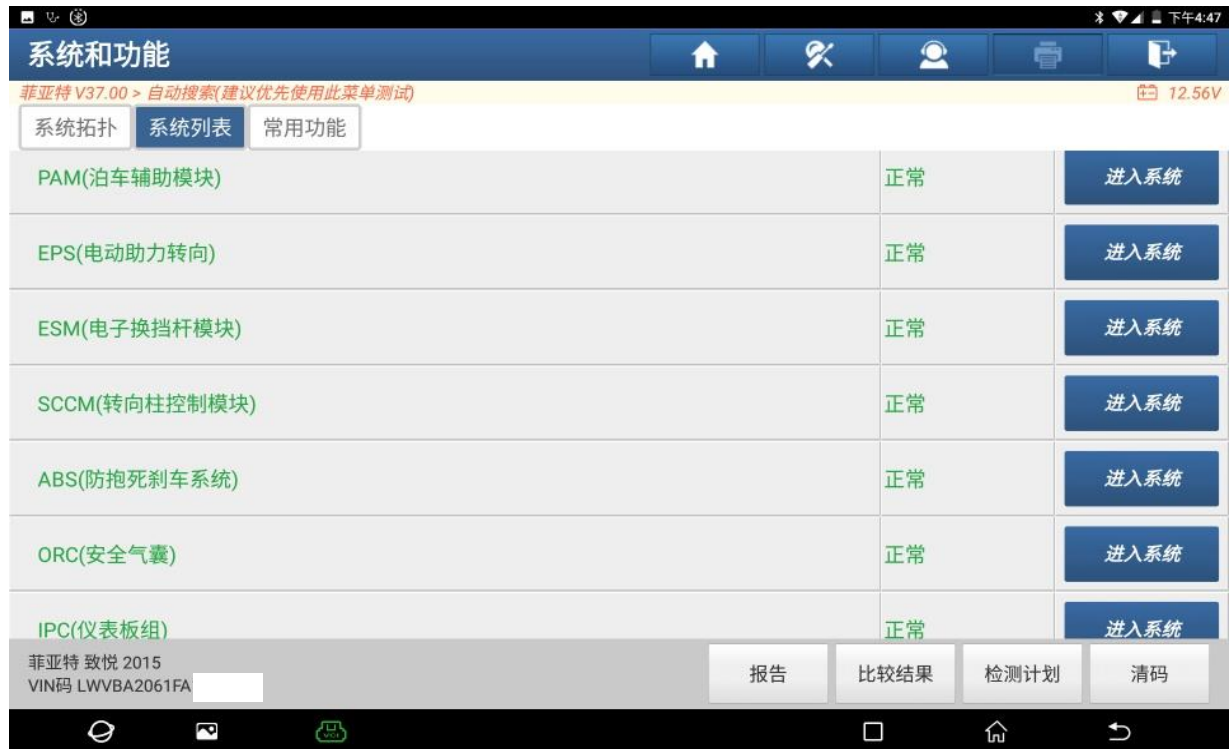 下午4:47
系统和功能
菲亚特 V37.00 > 自动搜索(建议优先使用此菜单测试)
12.56V
系统拓扑
系统列表
常用功能
PAM(泊车辅助模块)
正常
进入系统
EPS(电动助力转向)
正常
进入系统
ESM(电子换挡杆模块)
正常
进入系统
SCCM(转向柱控制模块)
正常
进入系统
ABS(防抱死刹车系统)
正常
进入系统
ORC(安全气囊)
正常
进入系统
IPC(仪表板组)
正常
进入系统
菲亚特 致悦 2015
VIN码 LWVBA2061FA
报告
比较结果
检测计划
清码
VCI